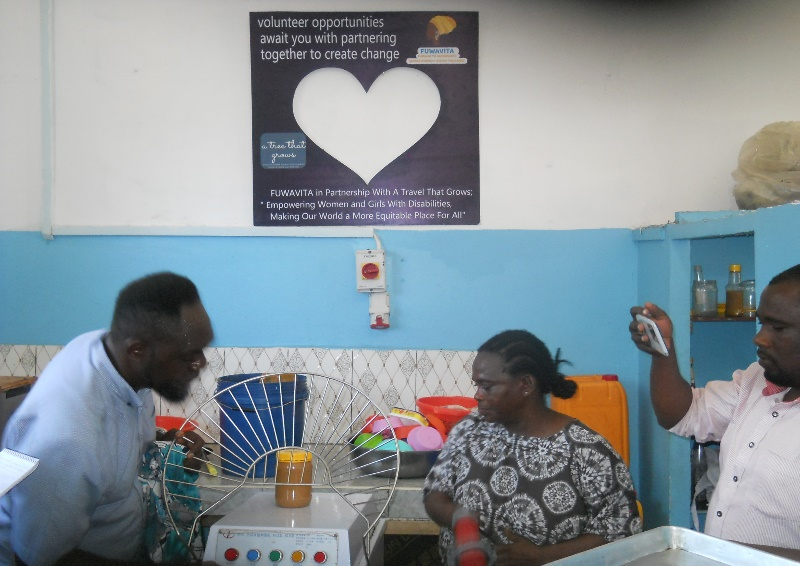 volunteer opportunities
await you with partnering
together to create change
FUWAVITA
a tree that
grows
FUWAVITA in Partnership With A Travel That Grows;
" Empowering Women and Girls With Disabilities,
Making Our World a More Equitable Place For All"